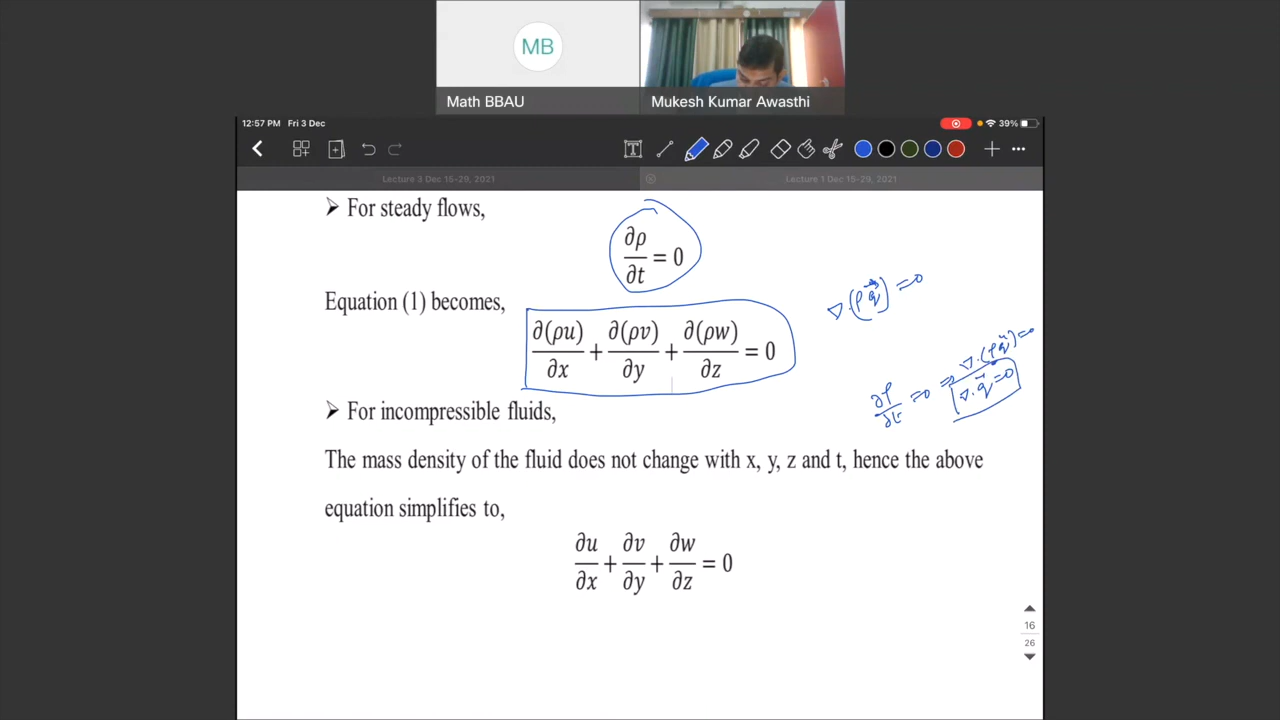 MB
Math BBAU
Mukesh Kumar Awasthi
12:57 PM Fri 3 Dec
39%
T
Lecture 3 Dec 15-29, 2021
Lecture 1 Dec 15-29, 2021
➤ For steady flows,
∂ρ/∂t = 0
Equation (1) becomes,
∂(ρu)/∂x + ∂(ρv)/∂y + ∂(ρw)/∂z = 0
∇.(ρq⃗) = 0
∂ρ/∂t = 0 ⇒ ∇.(ρq⃗) = 0
∇.q⃗ = 0
➤ For incompressible fluids,
The mass density of the fluid does not change with x, y, z and t, hence the above
equation simplifies to,
∂u/∂x + ∂v/∂y + ∂w/∂z = 0
16
26